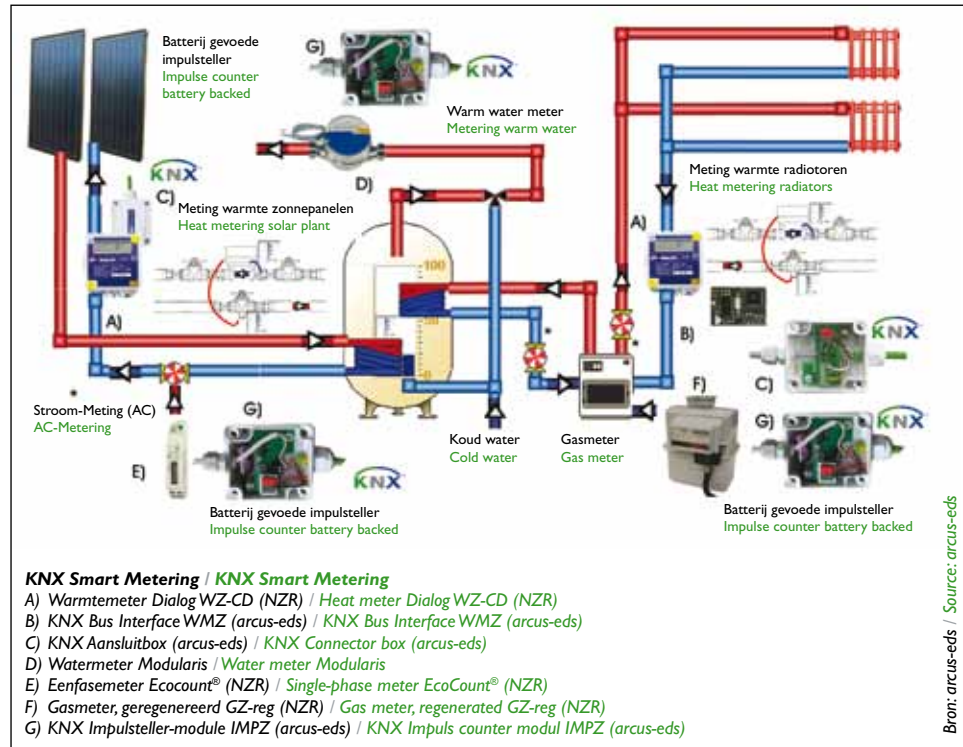 Batterij gevoede
impulsteller
Impulse counter
battery backed
G)
KNX
Warm water meter
Metering warm water
D)
KNX
C)
Meting warmte zonnepanelen
Heat metering solar plant
A)
100
50
0
Meting warmte radiotoren
Heat metering radiators
A)
B)
KNX
C)
*
*
*
Stroom-Meting (AC)
AC-Metering
G)
KNX
E)
Koud water
Cold water
Gasmeter
Gas meter
F)
G)
KNX
Batterij gevoede impulsteller
Impulse counter battery backed
Batterij gevoede impulsteller
Impulse counter battery backed
KNX Smart Metering / KNX Smart Metering
A) Warmtemeter Dialog WZ-CD (NZR) / Heat meter Dialog WZ-CD (NZR)
B) KNX Bus Interface WMZ (arcus-eds) / KNX Bus Interface WMZ (arcus-eds)
C) KNX Aansluitbox (arcus-eds) / KNX Connector box (arcus-eds)
D) Watermeter Modularis / Water meter Modularis
E) Eenfasemeter Ecocount® (NZR) / Single-phase meter EcoCount® (NZR)
F) Gasmeter, geregenereerd GZ-reg (NZR) / Gas meter, regenerated GZ-reg (NZR)
G) KNX Impulsteller-module IMPZ (arcus-eds) / KNX Impuls counter modul IMPZ (arcus-eds)
Bron: arcus-eds / Source: arcus-eds